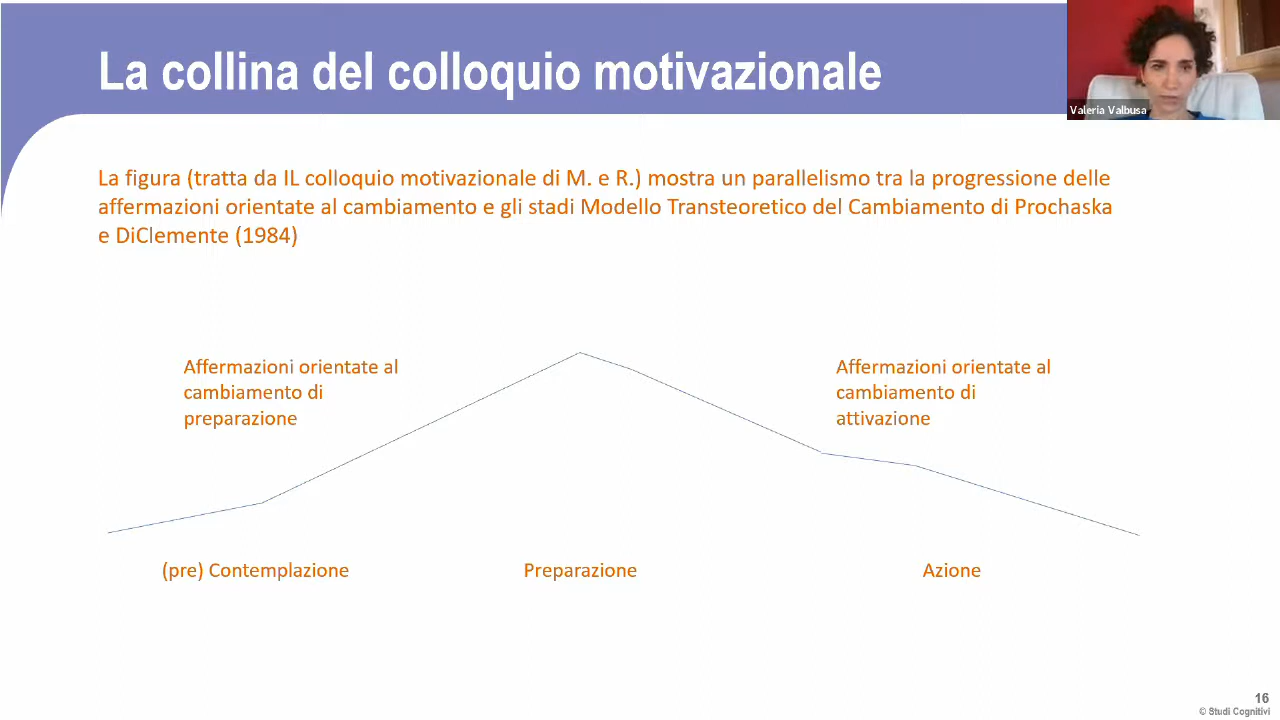 La collina del colloquio motivazionale
Valeria Valbusa
La figura (tratta da IL colloquio motivazionale di M. e R.) mostra un parallelismo tra la progressione delle
affermazioni orientate al cambiamento e gli stadi Modello Transteoretico del Cambiamento di Prochaska
e DiClemente (1984)
Affermazioni orientate al
cambiamento di
preparazione
Affermazioni orientate al
cambiamento di
attivazione
(pre) Contemplazione
Preparazione
Azione
16
© Studi Cognitivi